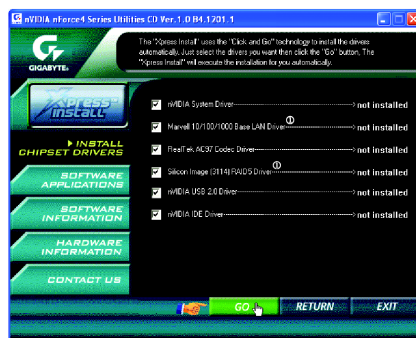 nVIDIA nForce4 Series Utilities CD Ver.1.0 B4.1201.1
GIGABYTE
The "Xpress Install" uses the "Click and Go" technology to install the drivers
automatically. Just select the drivers you want then click the "Go" button. The
"Xpress Install" will execute the installation for you automatically.
Xpress
INSTALL
INSTALL
CHIPSET DRIVERS
SOFTWARE
APPLICATIONS
SOFTWARE
INFORMATION
HARDWARE
INFORMATION
CONTACT US
nVIDIA System Driver not installed
Marvell 10/100/1000 Base LAN Driver ① not installed
RealTek AC97 Codec Driver not installed
Silicon Image (3114) RAID5 Driver ① not installed
nVIDIA USB 2.0 Driver not installed
nVIDIA IDE Driver not installed
GO RETURN EXIT